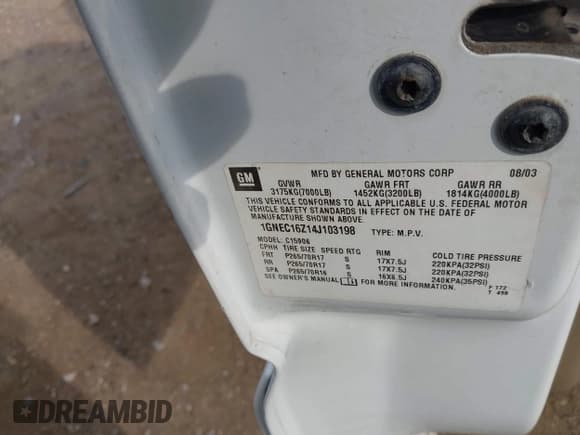 GM
MFD BY GENERAL MOTORS CORP 08/03
GVWR GAWR FRT GAWR RR
3175KG(7000LB) 1452KG(3200LB) 1814KG(4000LB)
THIS VEHICLE CONFORMS TO ALL APPLICABLE U.S. FEDERAL MOTOR
VEHICLE SAFETY STANDARDS IN EFFECT ON THE DATE OF
MANUFACTURE SHOWN ABOVE.
1GNEC16Z14J103198 TYPE: M.P.V.
MODEL: C15906
CPHH TIRE SIZE SPEED RTG RIM COLD TIRE PRESSURE
FRT P265/70R17 S 17X7.5J 220KPA(32PSI)
RR P265/70R17 S 17X7.5J 220KPA(32PSI)
SPA P265/70R16 S 16X6.5J 240KPA(35PSI)
SEE OWNER'S MANUAL FOR MORE INFORMATION.
F 172
T 459
DREAMBID